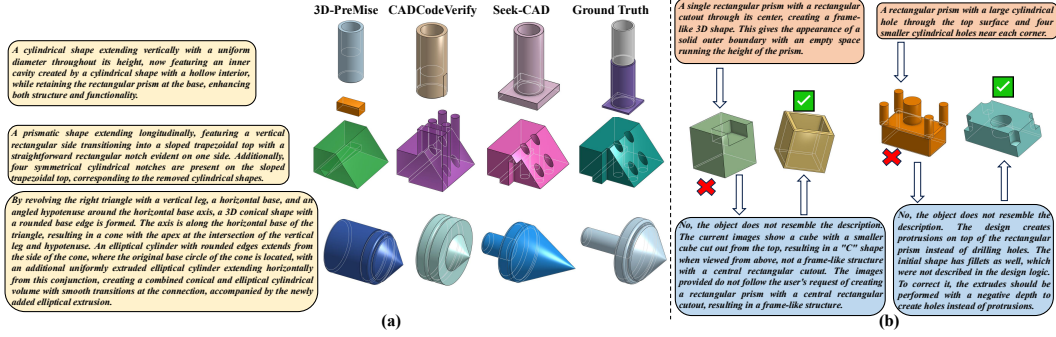 3D-PreMise CADCodeVerify Seek-CAD Ground Truth
A cylindrical shape extending vertically with a uniform
diameter throughout its height, now featuring an inner
cavity created by a cylindrical shape with a hollow interior,
while retaining the rectangular prism at the base, enhancing
both structure and functionality.
A prismatic shape extending longitudinally, featuring a vertical
rectangular side transitioning into a sloped trapezoidal top with a
straightforward rectangular notch evident on one side. Additionally,
four symmetrical cylindrical notches are present on the sloped
trapezoidal top, corresponding to the removed cylindrical shapes.
By revolving the right triangle with a vertical leg, a horizontal base, and an
angled hypotenuse around the horizontal base axis, a 3D conical shape with
a rounded base edge is formed. The axis is along the horizontal base of the
triangle, resulting in a cone with the apex at the intersection of the vertical
leg and hypotenuse. An elliptic cylinder with rounded edges extends from
the side of the cone, where the original base circle of the cone is located, with
an additional uniformly extruded elliptic cylinder extending horizontally
from this conjunction, creating a combined conical and elliptic cylindrical
volume with smooth transitions at the connection, accompanied by the newly
added elliptical extrusion.
(a)
A single rectangular prism with a rectangular
cutout through its center, creating a frame-
like 3D shape. This gives the appearance of a
solid outer boundary with an empty space
running the height of the prism.
A rectangular prism with a large cylindrical
hole through the top surface and four
smaller cylindrical holes near each corner.
No, the object does not resemble the description.
The current images show a cube with a smaller
cube cut out from the top, resulting in a "C" shape
when viewed from above, not a frame-like structure
with a central rectangular cutout. The images
provided do not follow the user's request of creating
a rectangular prism with a central rectangular
cutout, resulting in a frame-like structure.
No, the object does not resemble the
description. The design creates
protrusions on top of the rectangular
prism instead of drilling holes. The
initial shape has fillets as well, which
were not described in the design logic.
To correct it, the extrudes should be
performed with a negative depth to
create holes instead of protrusions.
(b)